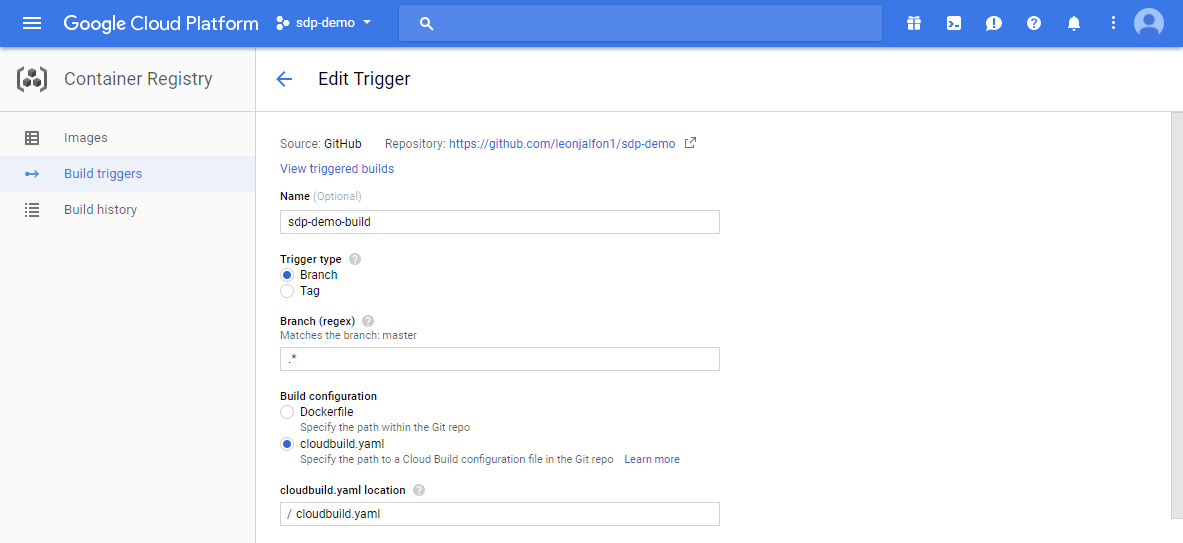 Google Cloud Platform sdp-demo
Container Registry
Edit Trigger
Images
Build triggers
Build history
Source: GitHub Repository: https://github.com/leonjalfon1/sdp-demo
View triggered builds
Name (Optional)
sdp-demo-build
Trigger type ?
Branch
Tag
Branch (regex) ?
Matches the branch: master
.*
Build configuration
Dockerfile
Specify the path within the Git repo
cloudbuild.yaml
Specify the path to a Cloud Build configuration file in the Git repo Learn more
cloudbuild.yaml location ?
/ cloudbuild.yaml